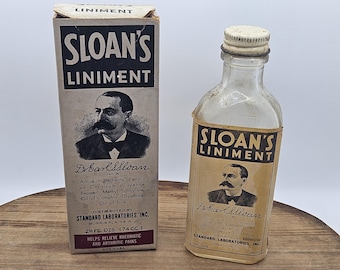 LINIMENT
SLOAN'S
LINIMENT
Dr. Earl S. Sloan
STANDARD LABORATORIES, INC.
HELPS RELIEVE RHEUMATIC
AND ARTHRITIC PAINS
SLOAN'S
LINIMENT
Dr. Earl S. Sloan
STANDARD LABORATORIES, INC.